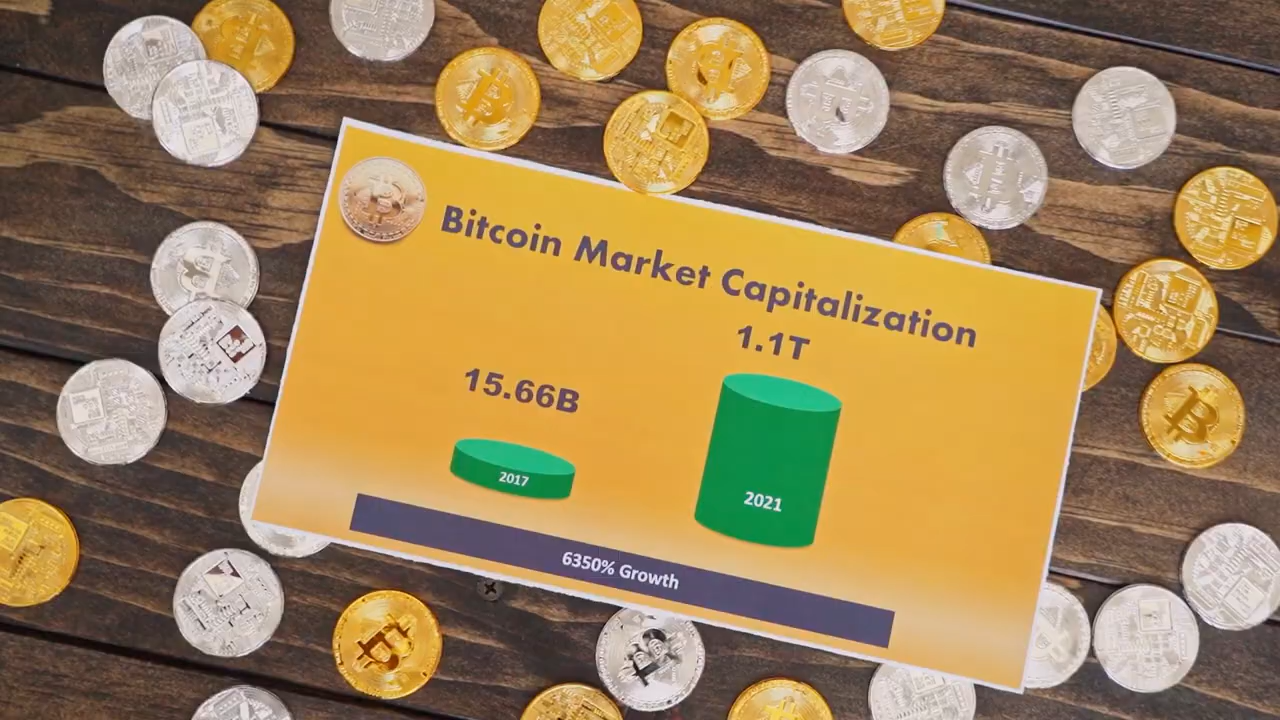 Bitcoin Market Capitalization
1.1T
15.66B
2017
2021
6350% Growth